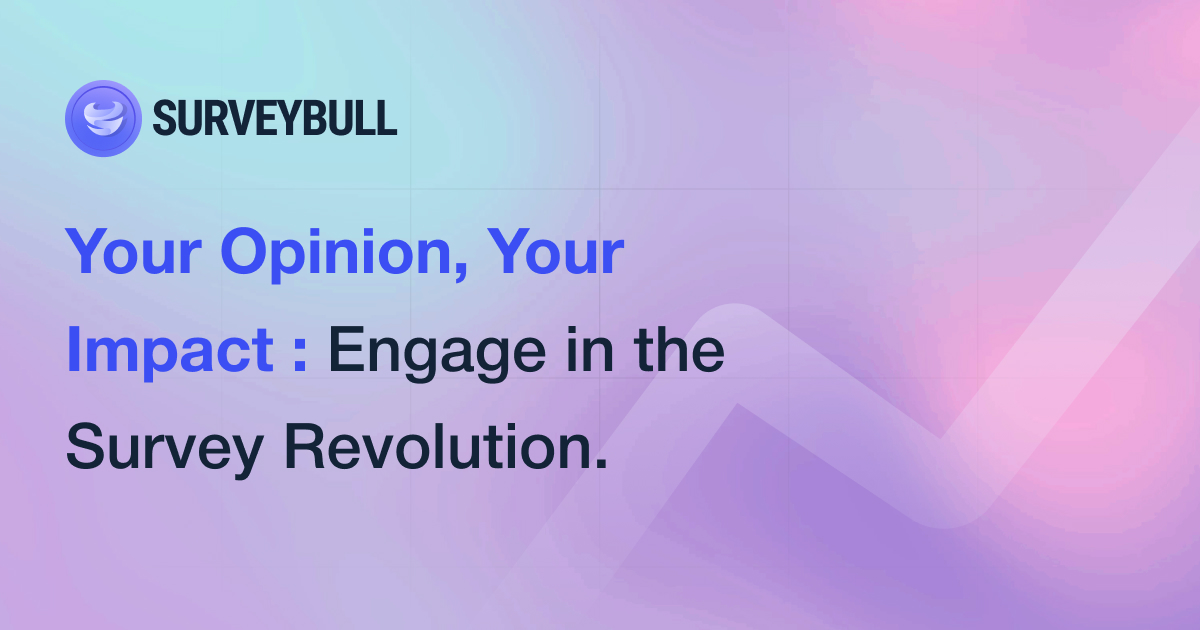 SURVEYBULL
Your Opinion, Your
Impact : Engage in the
Survey Revolution.